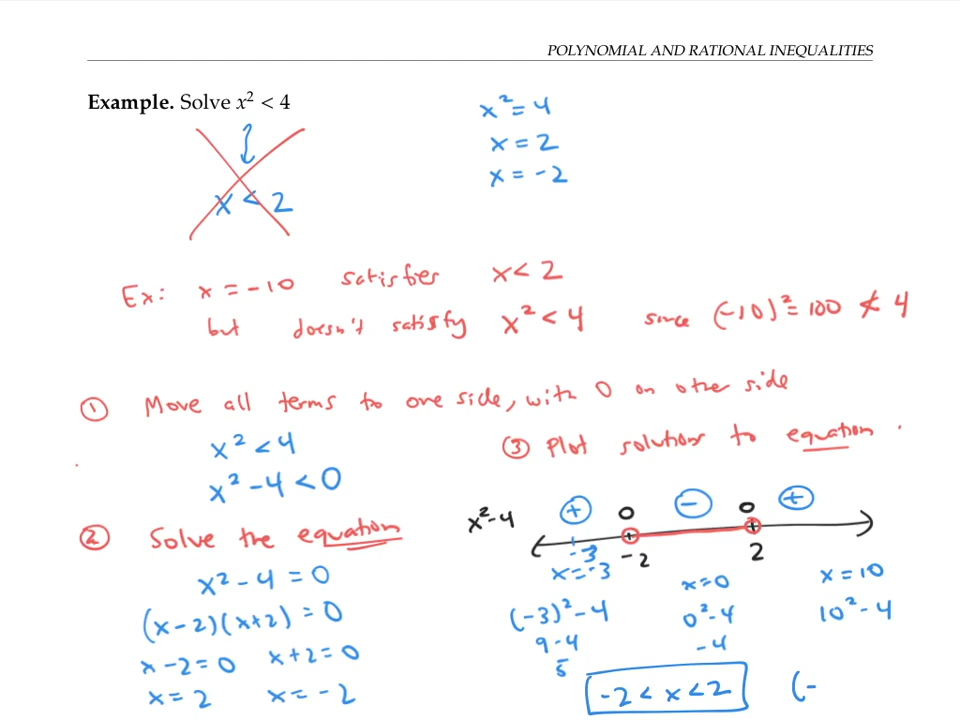 POLYNOMIAL AND RATIONAL INEQUALITIES
Example. Solve x² < 4
x < 2
x² = 4
x = 2
x = -2
Ex: x = -10 satisfies x < 2
but doesn't satisfy x² < 4 since (-10)² = 100 ≮ 4
① Move all terms to one side, with 0 on other side
x² < 4
x² - 4 < 0
② Solve the equation
x² - 4 = 0
(x - 2)(x + 2) = 0
x - 2 = 0 x + 2 = 0
x = 2 x = -2
③ Plot solutions to equation.
x² - 4 + 0 - 0 +
-3 -2 2
x = -3 x = 0 x = 10
(-3)² - 4 0² - 4 10² - 4
9 - 4 -4
5
-2 < x < 2 (-